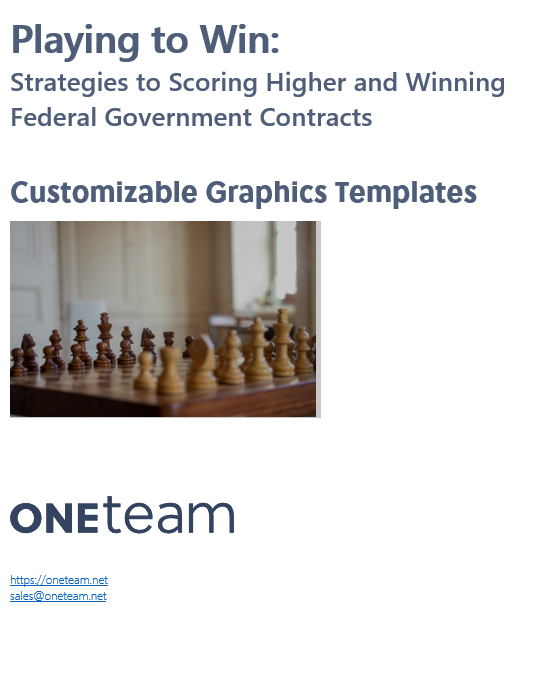 Playing to Win:
Strategies to Scoring Higher and Winning
Federal Government Contracts
Customizable Graphics Templates
ONEteam
https://oneteam.net
sales@oneteam.net